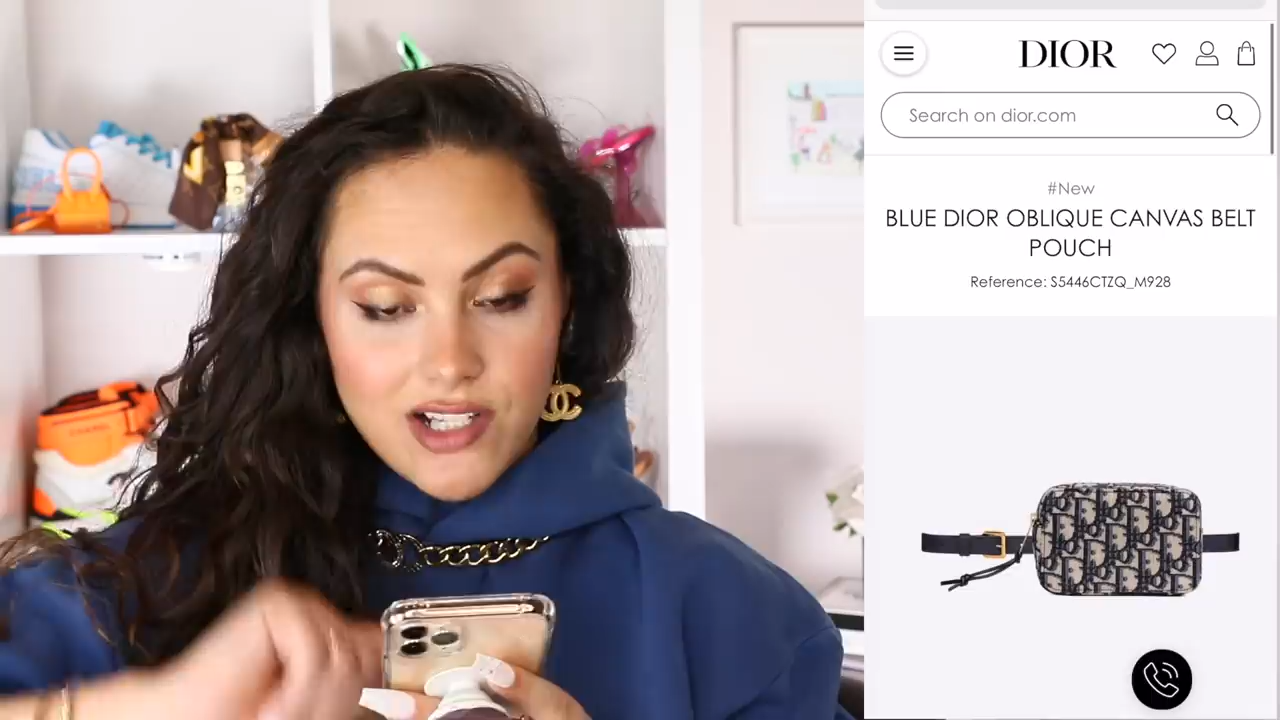 DIOR
Search on dior.com
#New
BLUE DIOR OBLIQUE CANVAS BELT
POUCH
Reference: S5446CTZQ_M928